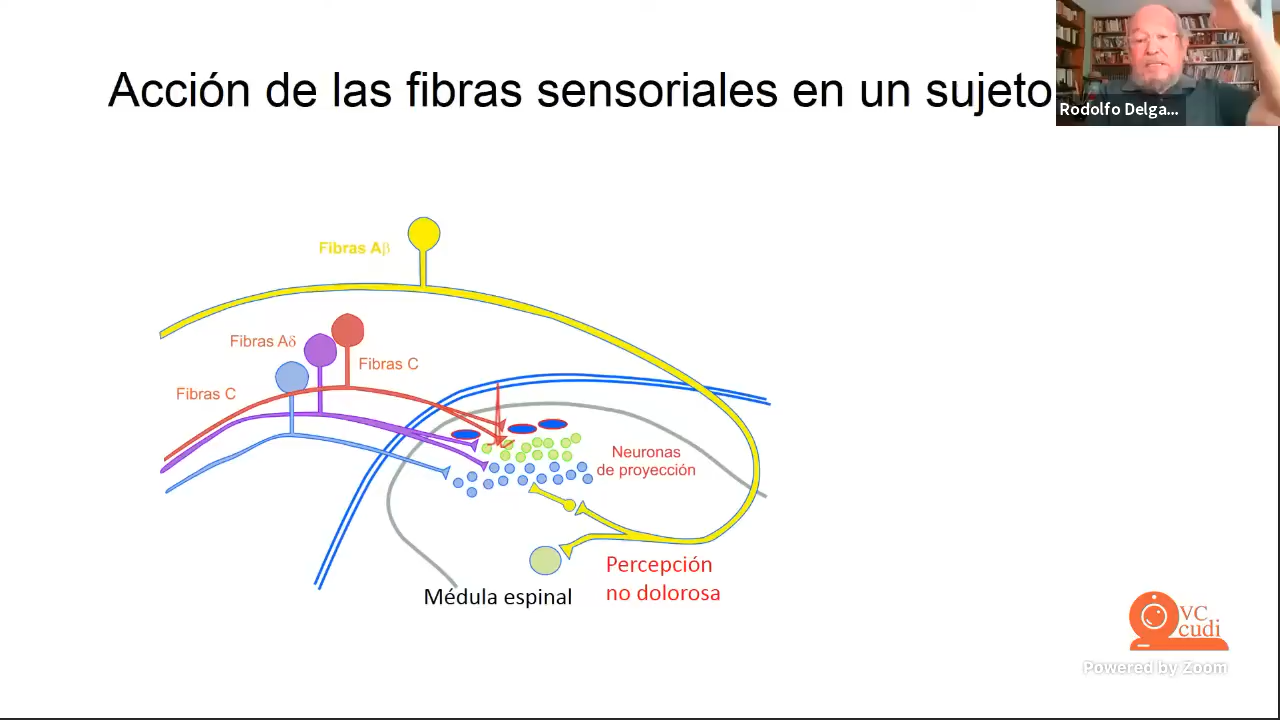 Acción de las fibras sensoriales en un sujeto
Rodolfo Delga...
Fibras Aβ
Fibras Aδ
Fibras C
Fibras C
Neuronas
de proyección
Percepción
no dolorosa
Médula espinal
VC
cudi
Powered by Zoom